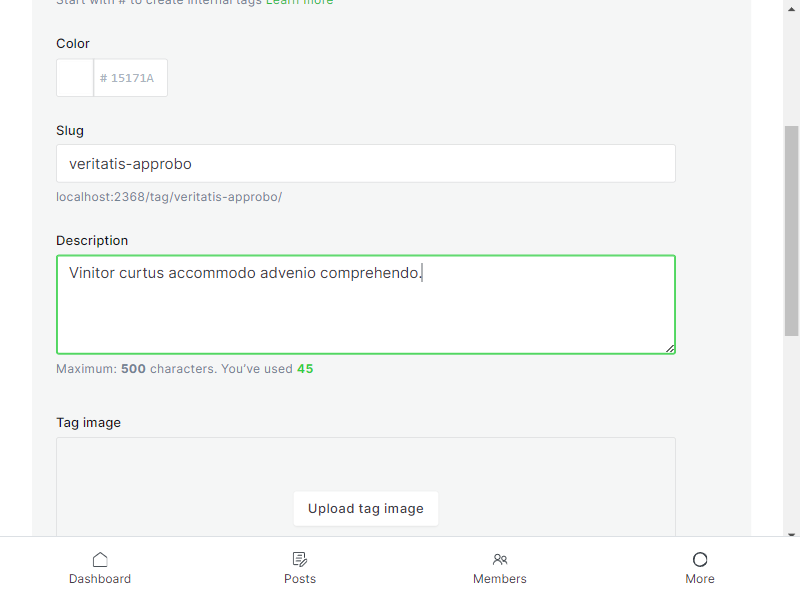 Start with # to create internal tags Learn more
Color
# 15171A
Slug
veritatis-approbo
localhost:2368/tag/veritatis-approbo/
Description
Vinitor curtus accommodo advenio comprehendo.
Maximum: 500 characters. You've used 45
Tag image
Upload tag image
Dashboard
Posts
Members
More